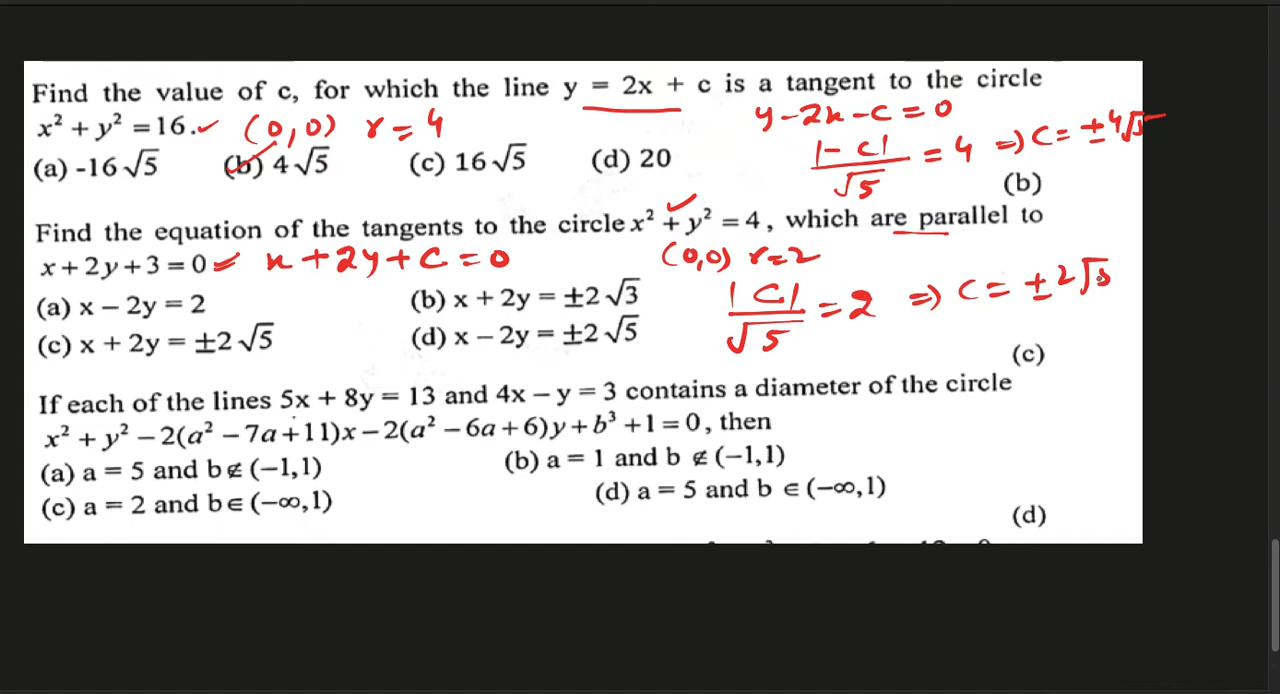 Find the value of c, for which the line y = 2x + c is a tangent to the circle
y - 2x - c = 0
x² + y² = 16. (0,0) r = 4
|-c| / √5 = 4 ⇒ c = ±4√5
(a) -16√5 (b) 4√5 (c) 16√5 (d) 20
(b)
Find the equation of the tangents to the circle x² + y² = 4, which are parallel to
x + 2y + 3 = 0 x + 2y + c = 0 (0,0) r = 2
(a) x – 2y = 2 (b) x + 2y = ±2√3
|c| / √5 = 2 ⇒ c = ±2√5
(c) x + 2y = ±2√5 (d) x – 2y = ±2√5
(c)
If each of the lines 5x + 8y = 13 and 4x – y = 3 contains a diameter of the circle
x² + y² – 2(a² – 7a + 11)x – 2(a² – 6a + 6)y + b³ + 1 = 0, then
(a) a = 5 and b ∉ (–1,1) (b) a = 1 and b ∉ (–1,1)
(c) a = 2 and b ∈ (–∞,1) (d) a = 5 and b ∈ (–∞,1)
(d)